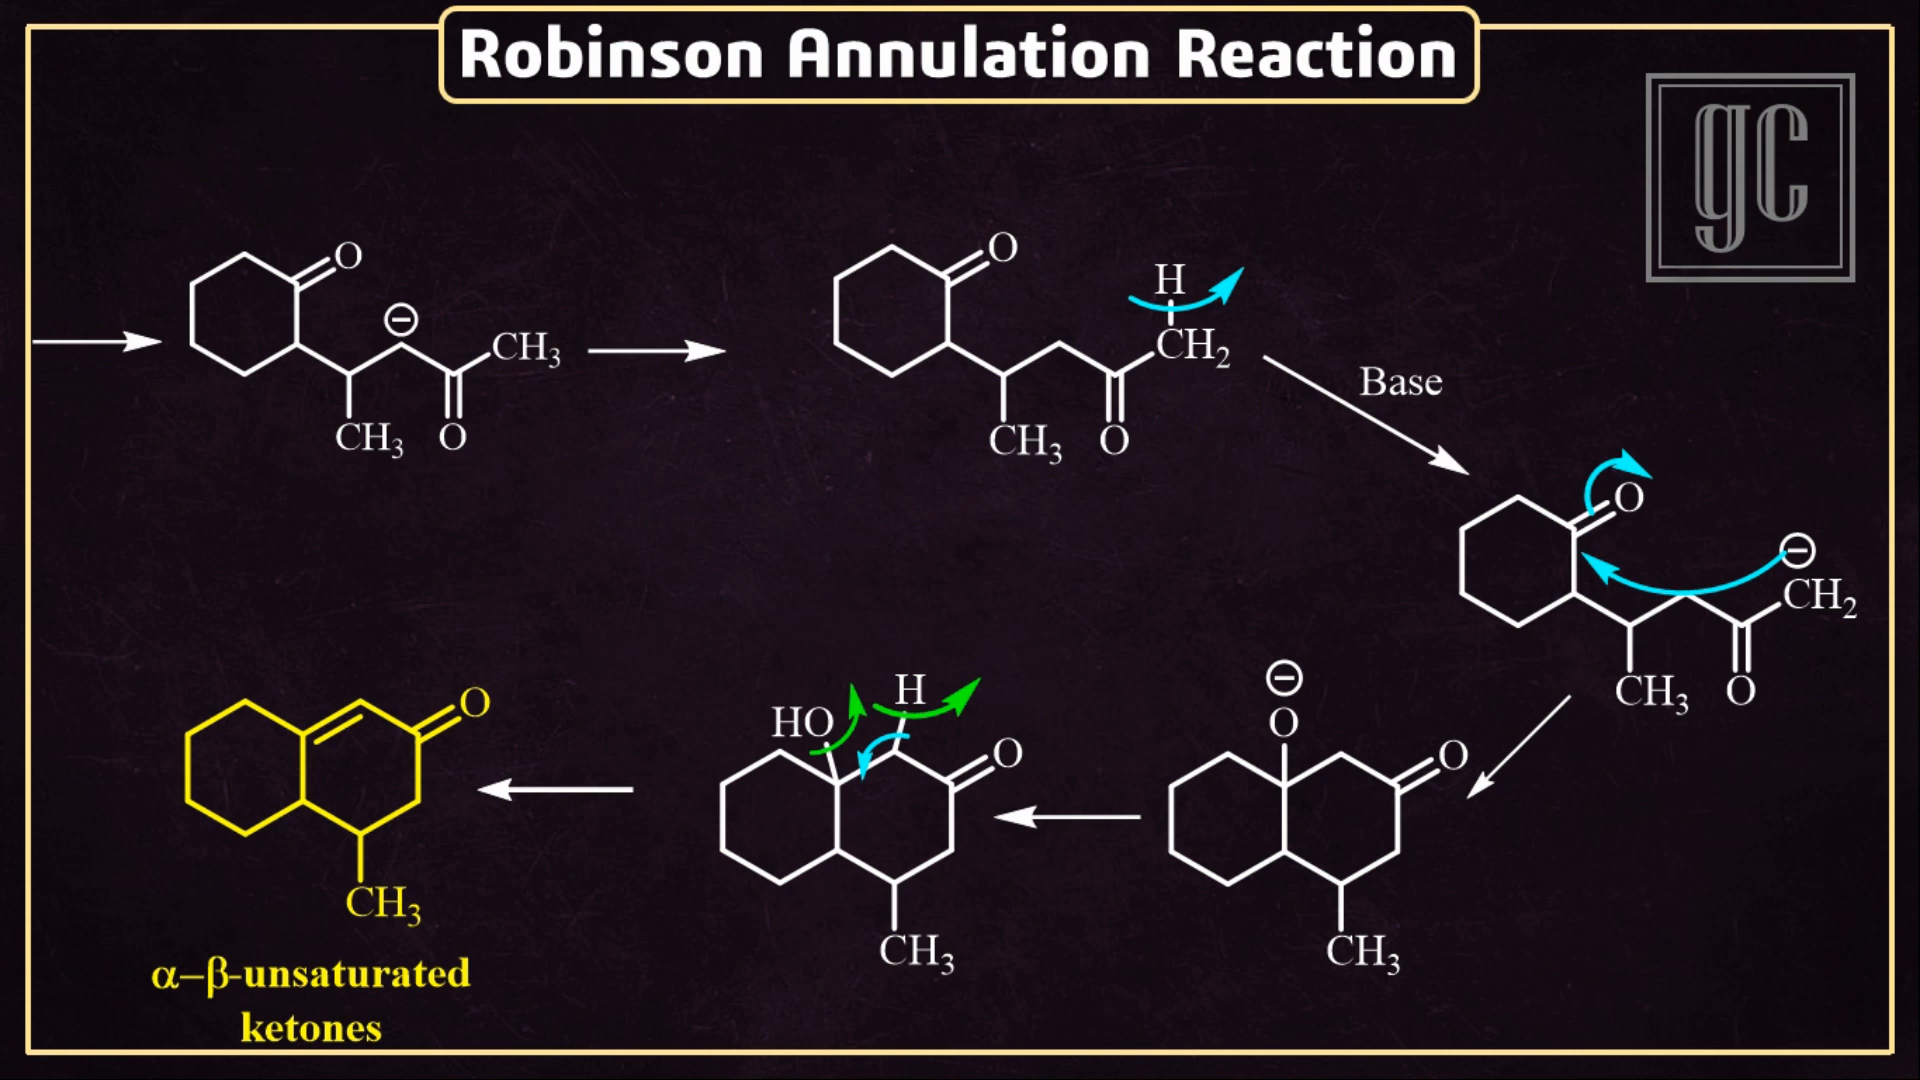 Robinson Annulation Reaction
gc
O
⊖
CH₃
CH₃
O
O
H
CH₂
CH₃
O
Base
O
⊖
CH₂
CH₃
O
⊖
O
O
CH₃
H
HO
O
CH₃
O
CH₃
α–β-unsaturated
ketones